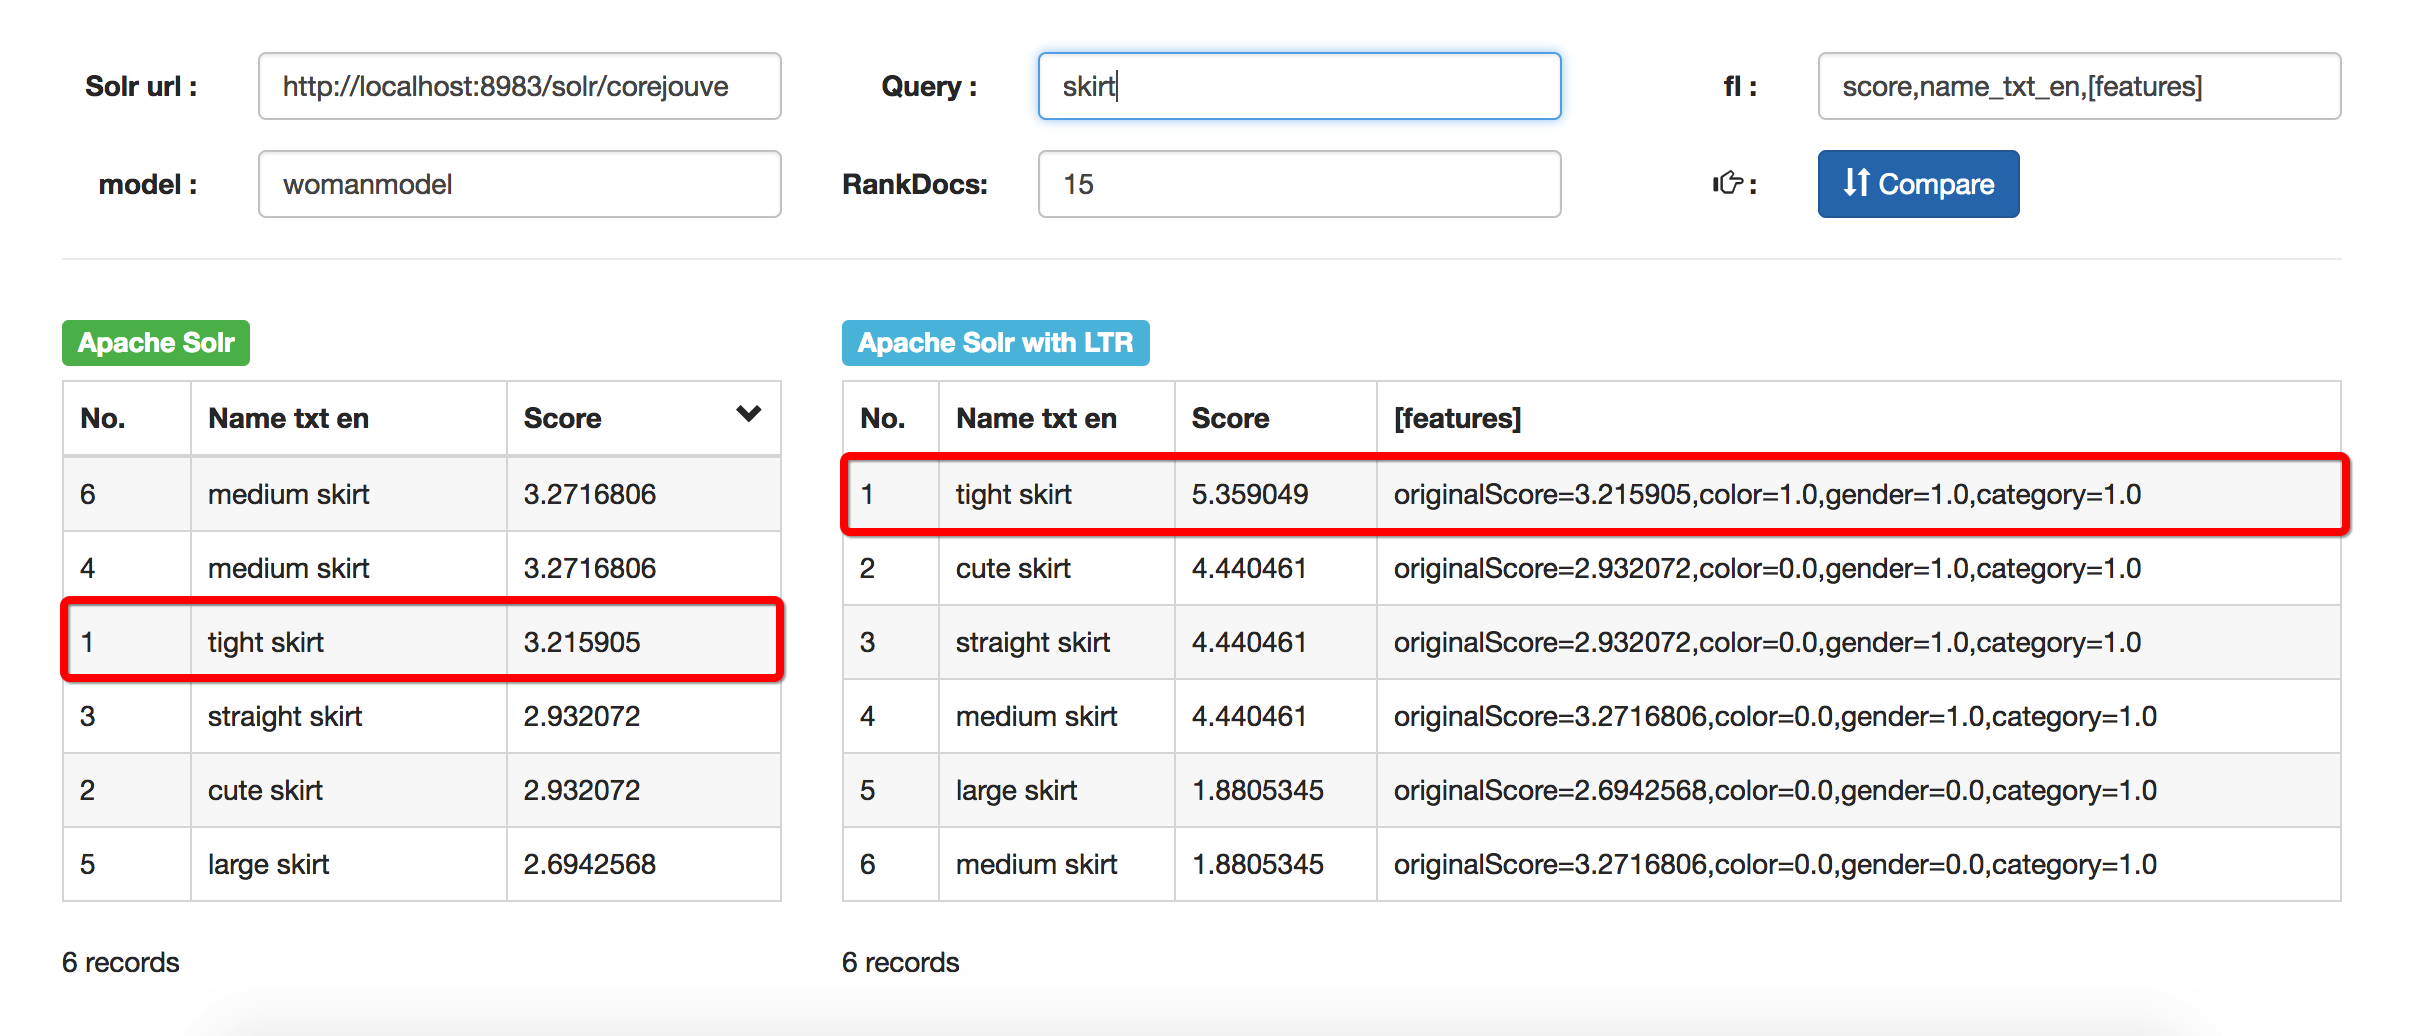 Solr url : http://localhost:8983/solr/corejouve Query : skirt fl : score,name_txt_en,[features]
model : womanmodel RankDocs: 15 : Compare
Apache Solr
No. Name txt en Score
6 medium skirt 3.2716806
4 medium skirt 3.2716806
1 tight skirt 3.215905
3 straight skirt 2.932072
2 cute skirt 2.932072
5 large skirt 2.6942568
6 records
Apache Solr with LTR
No. Name txt en Score [features]
1 tight skirt 5.359049 originalScore=3.215905,color=1.0,gender=1.0,category=1.0
2 cute skirt 4.440461 originalScore=2.932072,color=0.0,gender=1.0,category=1.0
3 straight skirt 4.440461 originalScore=2.932072,color=0.0,gender=1.0,category=1.0
4 medium skirt 4.440461 originalScore=3.2716806,color=0.0,gender=1.0,category=1.0
5 large skirt 1.8805345 originalScore=2.6942568,color=0.0,gender=0.0,category=1.0
6 medium skirt 1.8805345 originalScore=3.2716806,color=0.0,gender=0.0,category=1.0
6 records